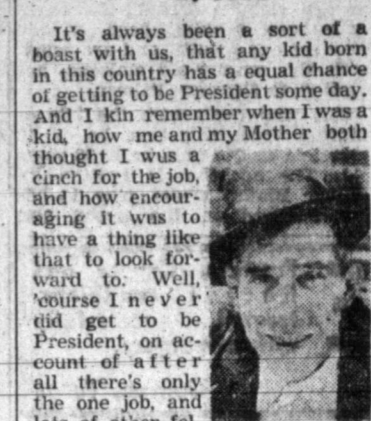 It's always been a sort of a
boast with us, that any kid born
in this country has a equal chance
of getting to be President some day.
And I kin remember when I was a
kid, how me and my Mother both
thought I wus a
cinch for the job,
and how encour-
aging it wus to
have a thing like
that to look for-
ward to. Well,
'course I never
did get to be
President, on ac-
count of after
all there's only
the one job, and
lots of other fel-